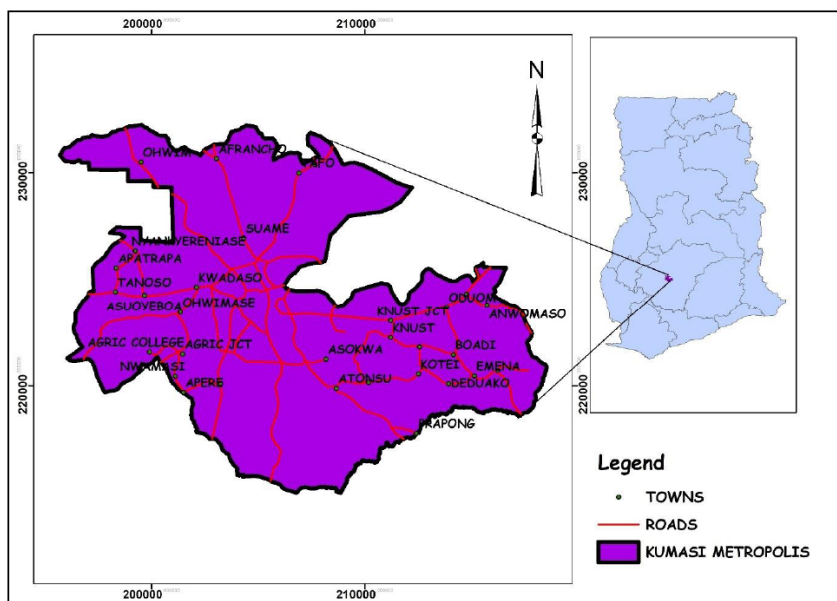 200000
210000
N
230000
230000
OHWIM
AFRANCHO
SUAME
APATRAPA
TANOSO
KWADASO
ASUOYEBOA
OHWIMASE
ODUOM
ANWOMASO
KNUST JCT
KNUST
AGRIC COLLEGE
AGRIC JCT
ASOKWA
BOADI
NWAMASI
APERE
ATONSU
KOTEI
EMENA
DEDUAKO
220000
220000
Legend
TOWNS
ROADS
KUMASI METROPOLIS
200000
210000